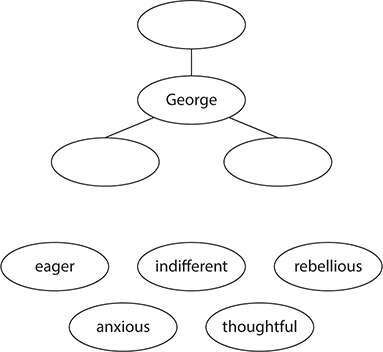 George
eager indifferent rebellious
anxious thoughtful